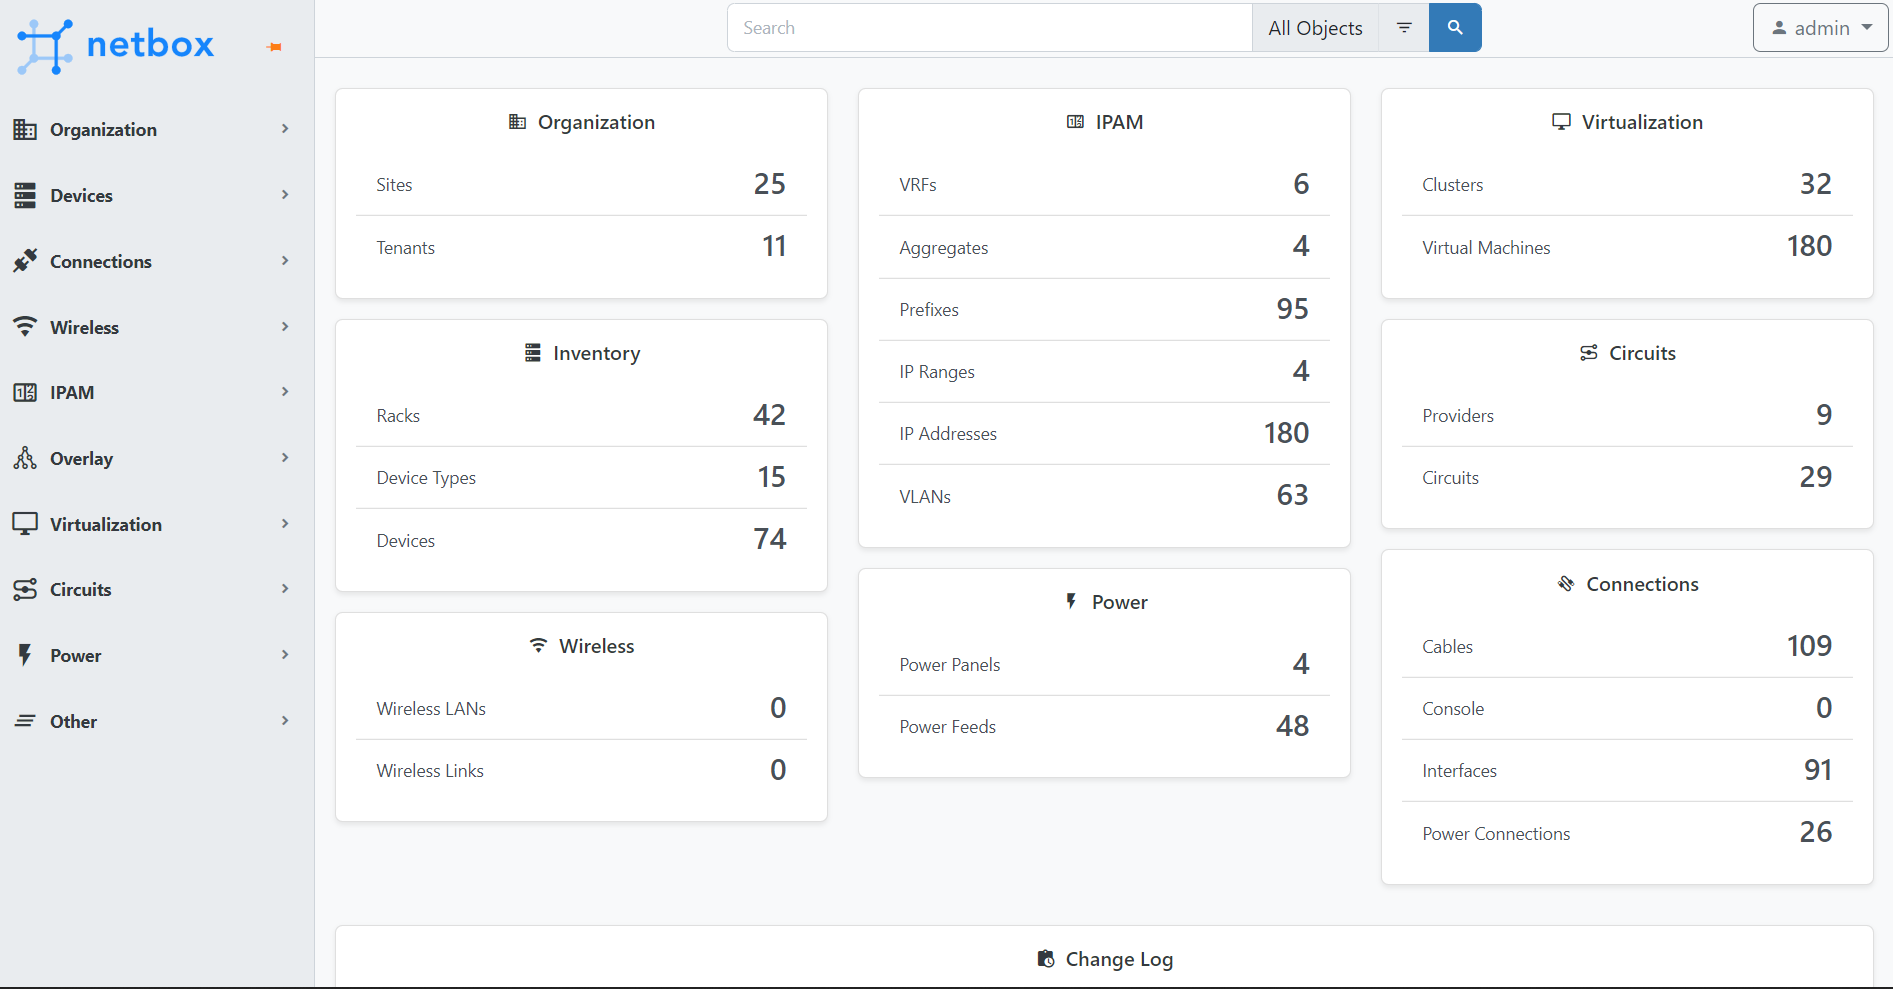 netbox
Search
All Objects
admin
Organization
Devices
Connections
Wireless
IPAM
Overlay
Virtualization
Circuits
Power
Other
Organization
Sites 25
Tenants 11
Inventory
Racks 42
Device Types 15
Devices 74
Wireless
Wireless LANs 0
Wireless Links 0
IPAM
VRFs 6
Aggregates 4
Prefixes 95
IP Ranges 4
IP Addresses 180
VLANs 63
Power
Power Panels 4
Power Feeds 48
Virtualization
Clusters 32
Virtual Machines 180
Circuits
Providers 9
Circuits 29
Connections
Cables 109
Console 0
Interfaces 91
Power Connections 26
Change Log